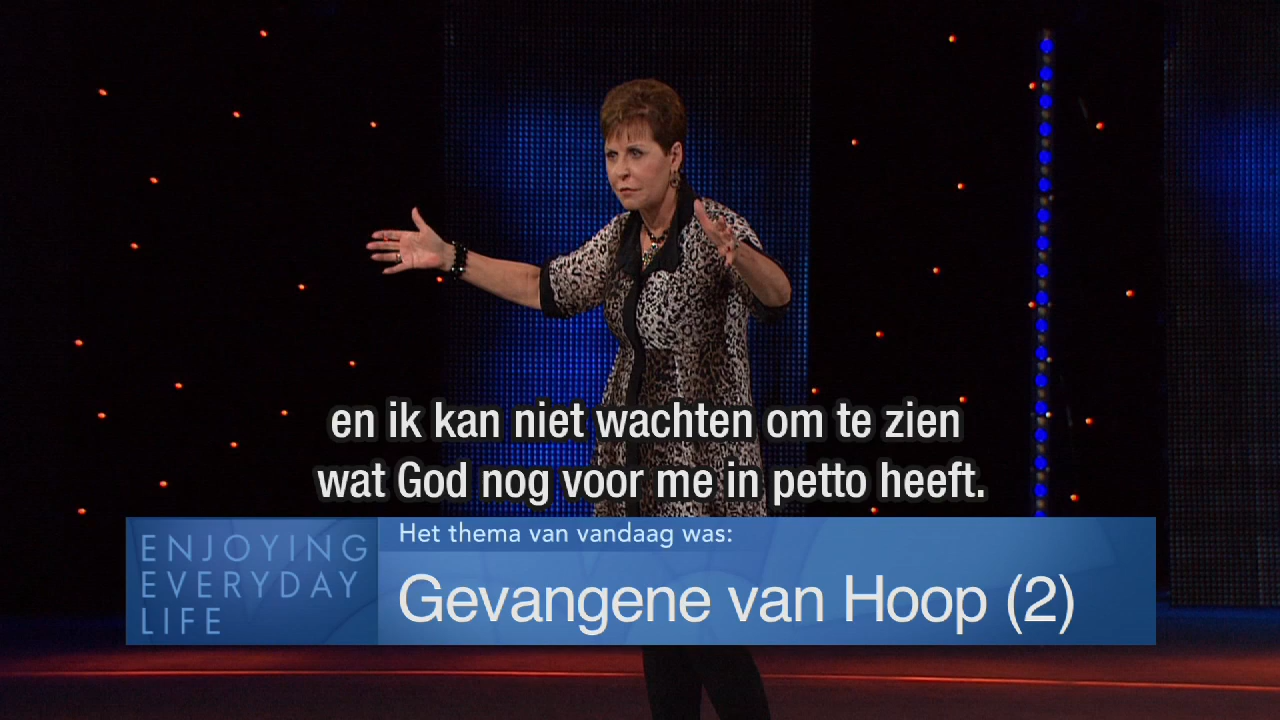 en ik kan niet wachten om te zien
wat God nog voor me in petto heeft.
Het thema van vandaag was:
ENJOYING
EVERYDAY
LIFE
Gevangene van Hoop (2)